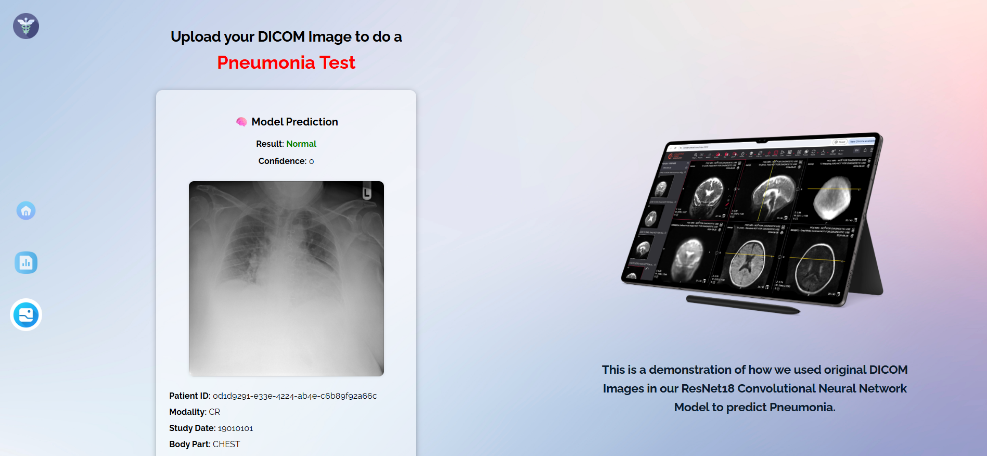 Upload your DICOM Image to do a
Pneumonia Test
Model Prediction
Result: Normal
Confidence: 0
L
Patient ID: 0d1d9291-e33e-4224-ab4e-c6b89f92a66c
Modality: CR
Study Date: 19010101
Body Part: CHEST
This is a demonstration of how we used original DICOM
Images in our ResNet18 Convolutional Neural Network
Model to predict Pneumonia.